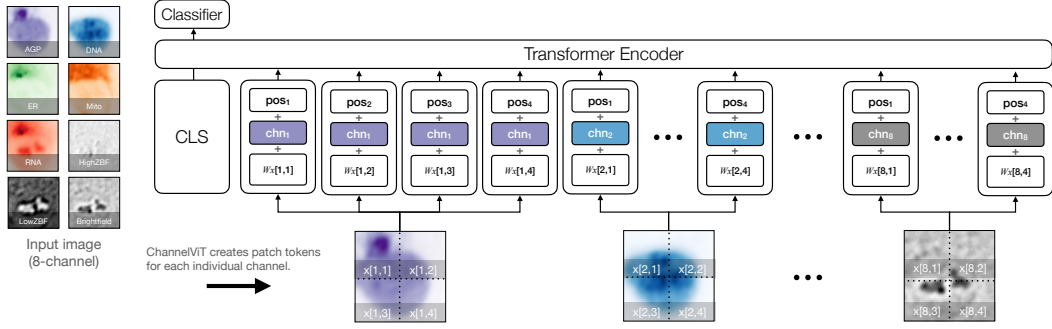 AGP
DNA
ER
Mito
RNA
HighZBF
LowZBF
Brightfield
Input image
(8-channel)
Classifier
Transformer Encoder
CLS
pos1
+
chn1
+
Wx[1,1]
pos2
+
chn1
+
Wx[1,2]
pos3
+
chn1
+
Wx[1,3]
pos4
+
chn1
+
Wx[1,4]
pos1
+
chn2
+
Wx[2,1]
•••
pos4
+
chn2
+
Wx[2,4]
•••
pos1
+
chn8
+
Wx[8,1]
•••
pos4
+
chn8
+
Wx[8,4]
ChannelViT creates patch tokens
for each individual channel.
x[1,1] x[1,2]
x[1,3] x[1,4]
x[2,1] x[2,2]
x[2,3] x[2,4]
•••
x[8,1] x[8,2]
x[8,3] x[8,4]